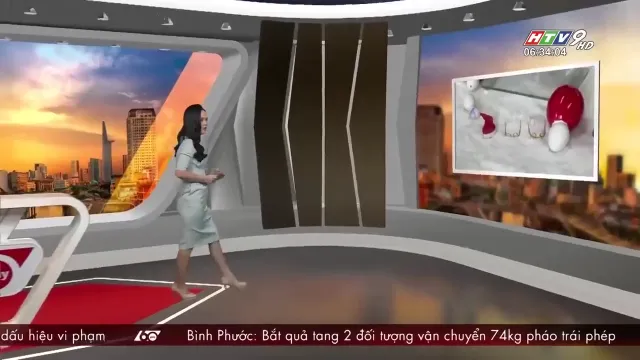 HTV9 HD
06:34:04
dấu hiệu vi phạm 60 Bình Phước: Bắt quả tang 2 đối tượng vận chuyển 74kg pháo trái phép